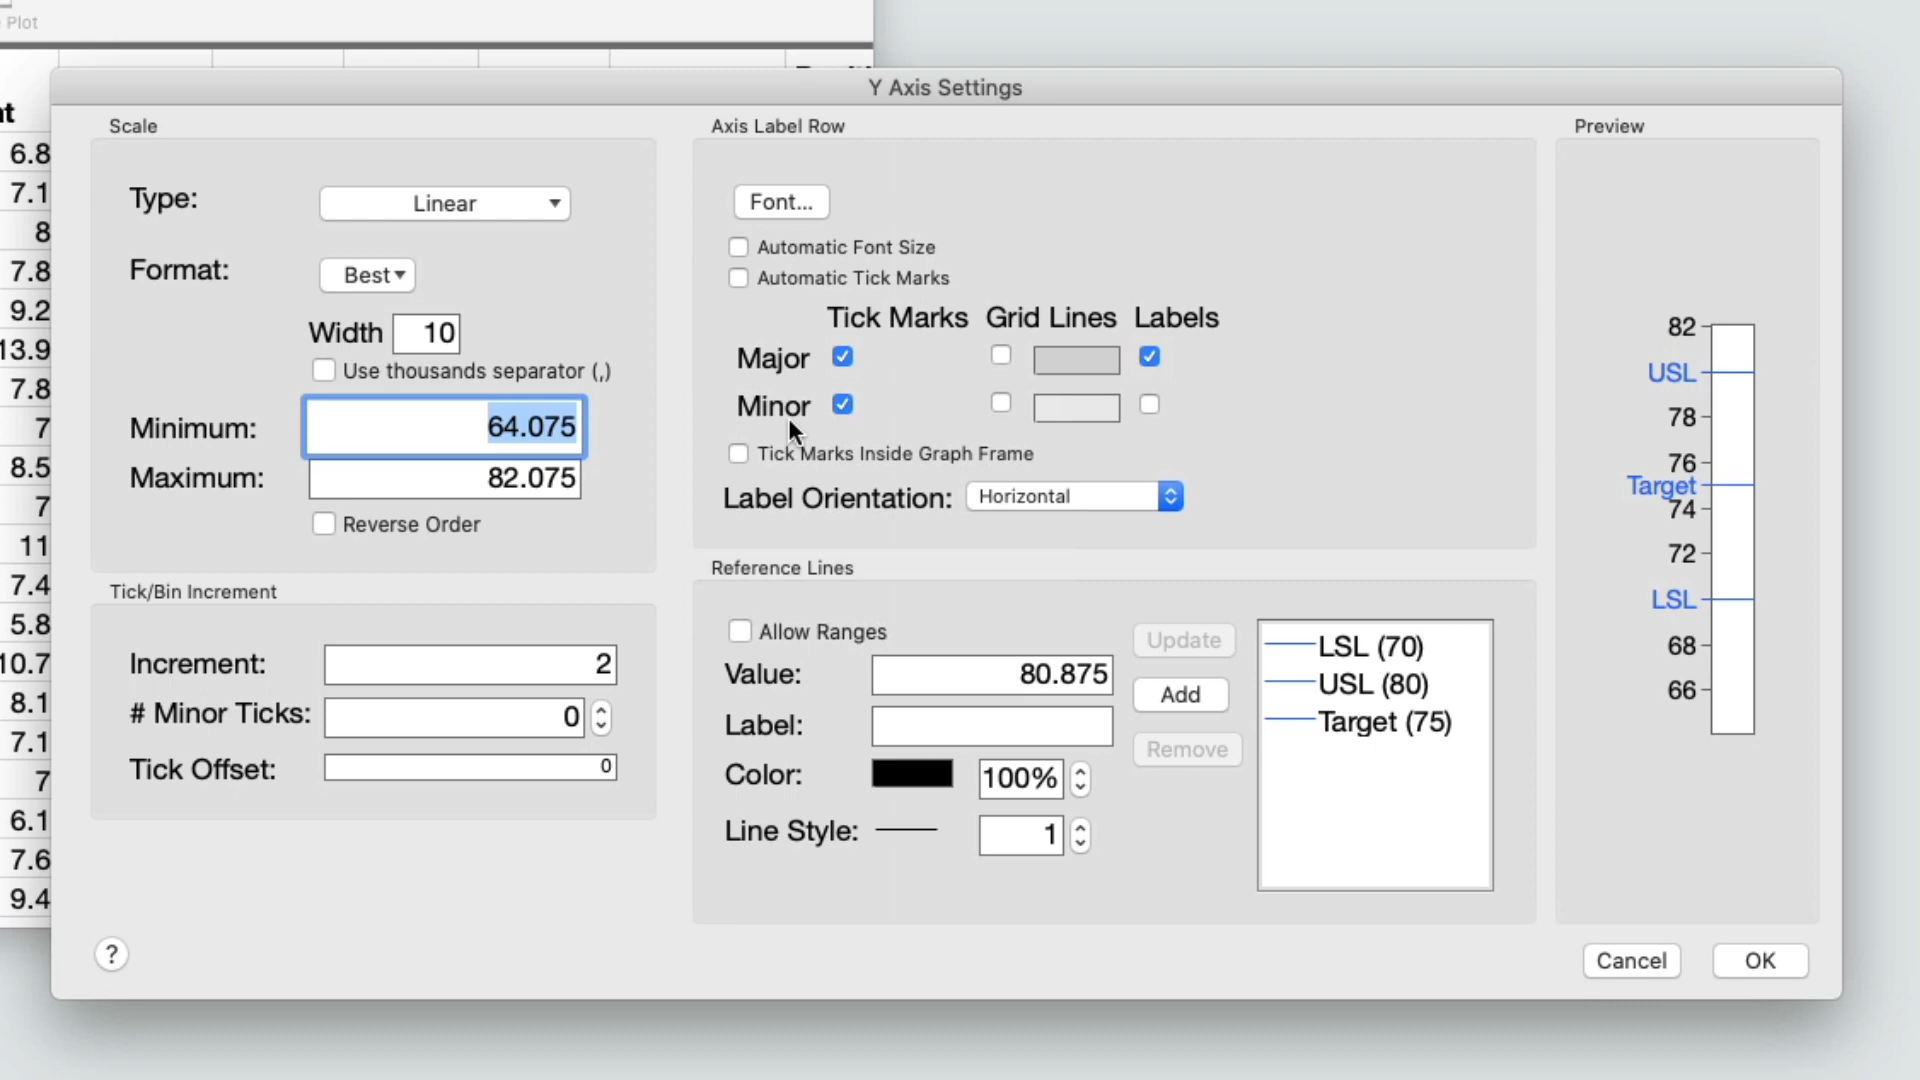 Plot
Y Axis Settings
Scale
Type:
Linear
Format:
Best
Width 10
Use thousands separator (,)
Minimum: 64.075
Maximum: 82.075
Reverse Order
Tick/Bin Increment
Increment: 2
# Minor Ticks: 0
Tick Offset: 0
?
Axis Label Row
Font...
Automatic Font Size
Automatic Tick Marks
Tick Marks Grid Lines Labels
Major
Minor
Tick Marks Inside Graph Frame
Label Orientation: Horizontal
Reference Lines
Allow Ranges
Value: 80.875
Label:
Color: 100%
Line Style: 1
Update
Add
Remove
LSL (70)
USL (80)
Target (75)
Preview
82
USL
78
76
Target
74
72
LSL
68
66
Cancel OK
6.8
7.1
8
7.8
9.2
13.9
7.8
7
8.5
7
11
7.4
5.8
10.7
8.1
7.1
7
6.1
7.6
9.4